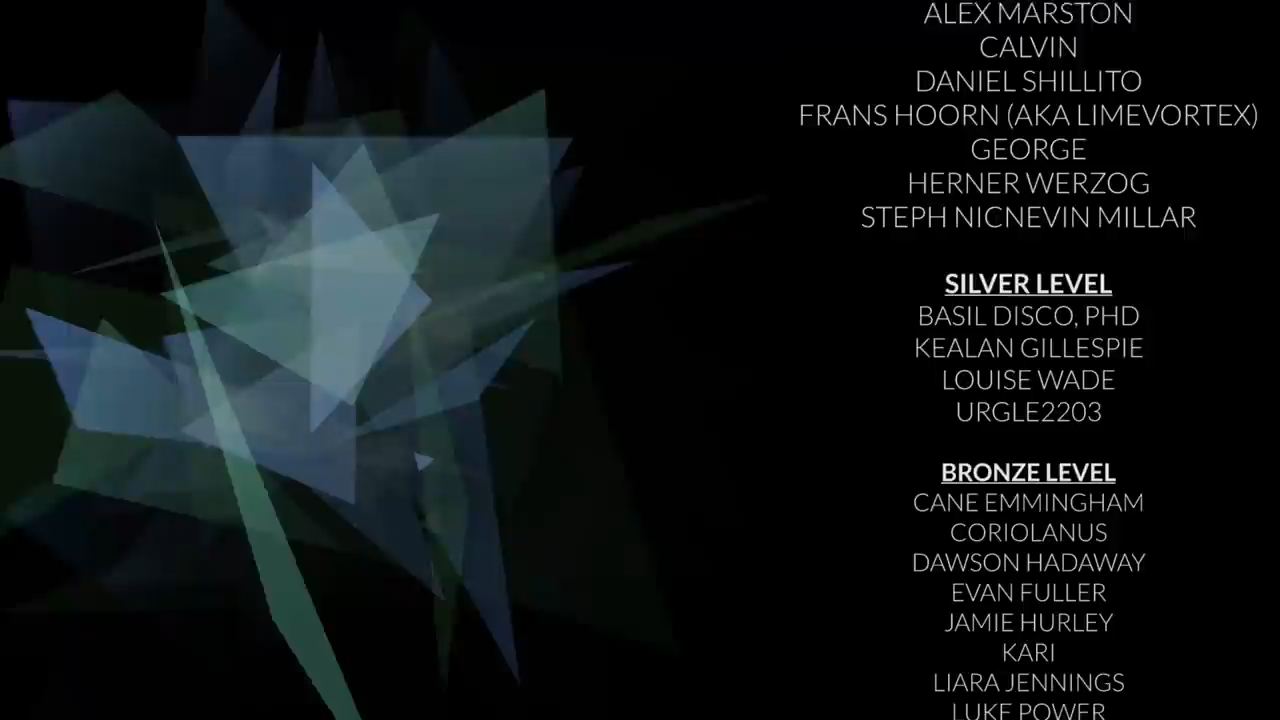 ALEX MARSTON
CALVIN
DANIEL SHILLITO
FRANS HOORN (AKA LIMEVORTEX)
GEORGE
HERNER WERZOG
STEPH NICNEVIN MILLAR
SILVER LEVEL
BASIL DISCO, PHD
KEALAN GILLESPIE
LOUISE WADE
URGLE2203
BRONZE LEVEL
CANE EMMINGHAM
CORIOLANUS
DAWSON HADAWAY
EVAN FULLER
JAMIE HURLEY
KARI
LIARA JENNINGS
LUKE POWER